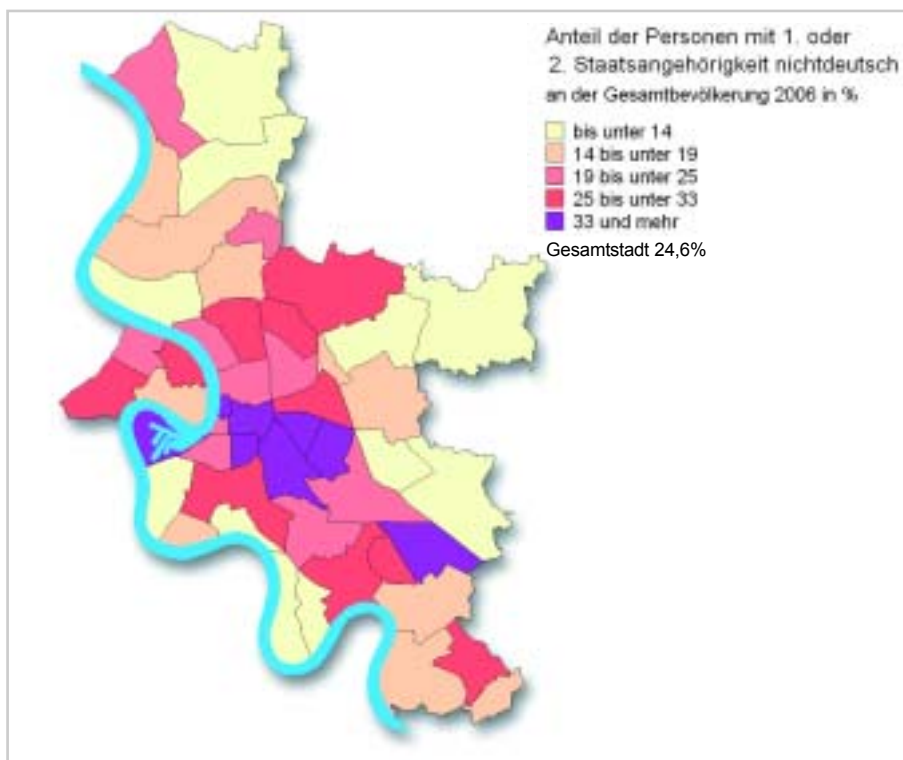 Anteil der Personen mit 1. oder
2. Staatsangehörigkeit nichtdeutsch
an der Gesamtbevölkerung 2006 in %
bis unter 14
14 bis unter 19
19 bis unter 25
25 bis unter 33
33 und mehr
Gesamtstadt 24,6%